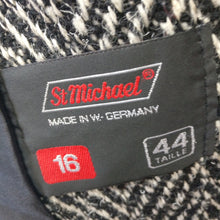 St Michael®
MADE IN W.- GERMANY
16
44
TAILLE